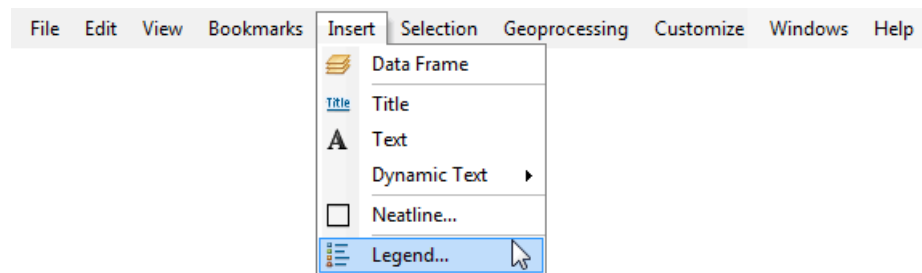 File Edit View Bookmarks Insert Selection Geoprocessing Customize Windows Help
Data Frame
Title Title
A Text
Dynamic Text
Neatline...
Legend...